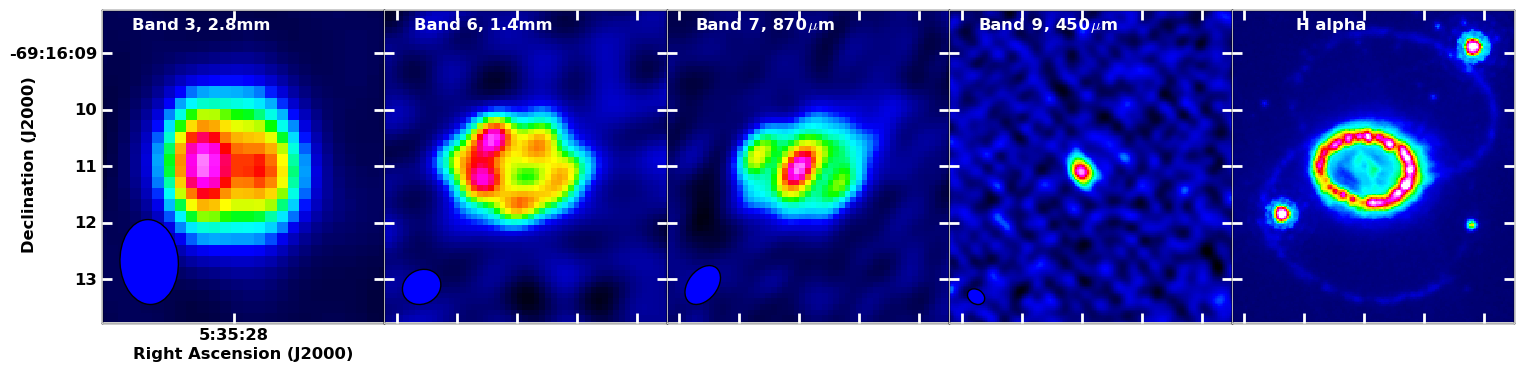 Band 3, 2.8mm
Band 6, 1.4mm
Band 7, 870μm
Band 9, 450μm
H alpha
Declination (J2000)
-69:16:09
10
11
12
13
5:35:28
Right Ascension (J2000)